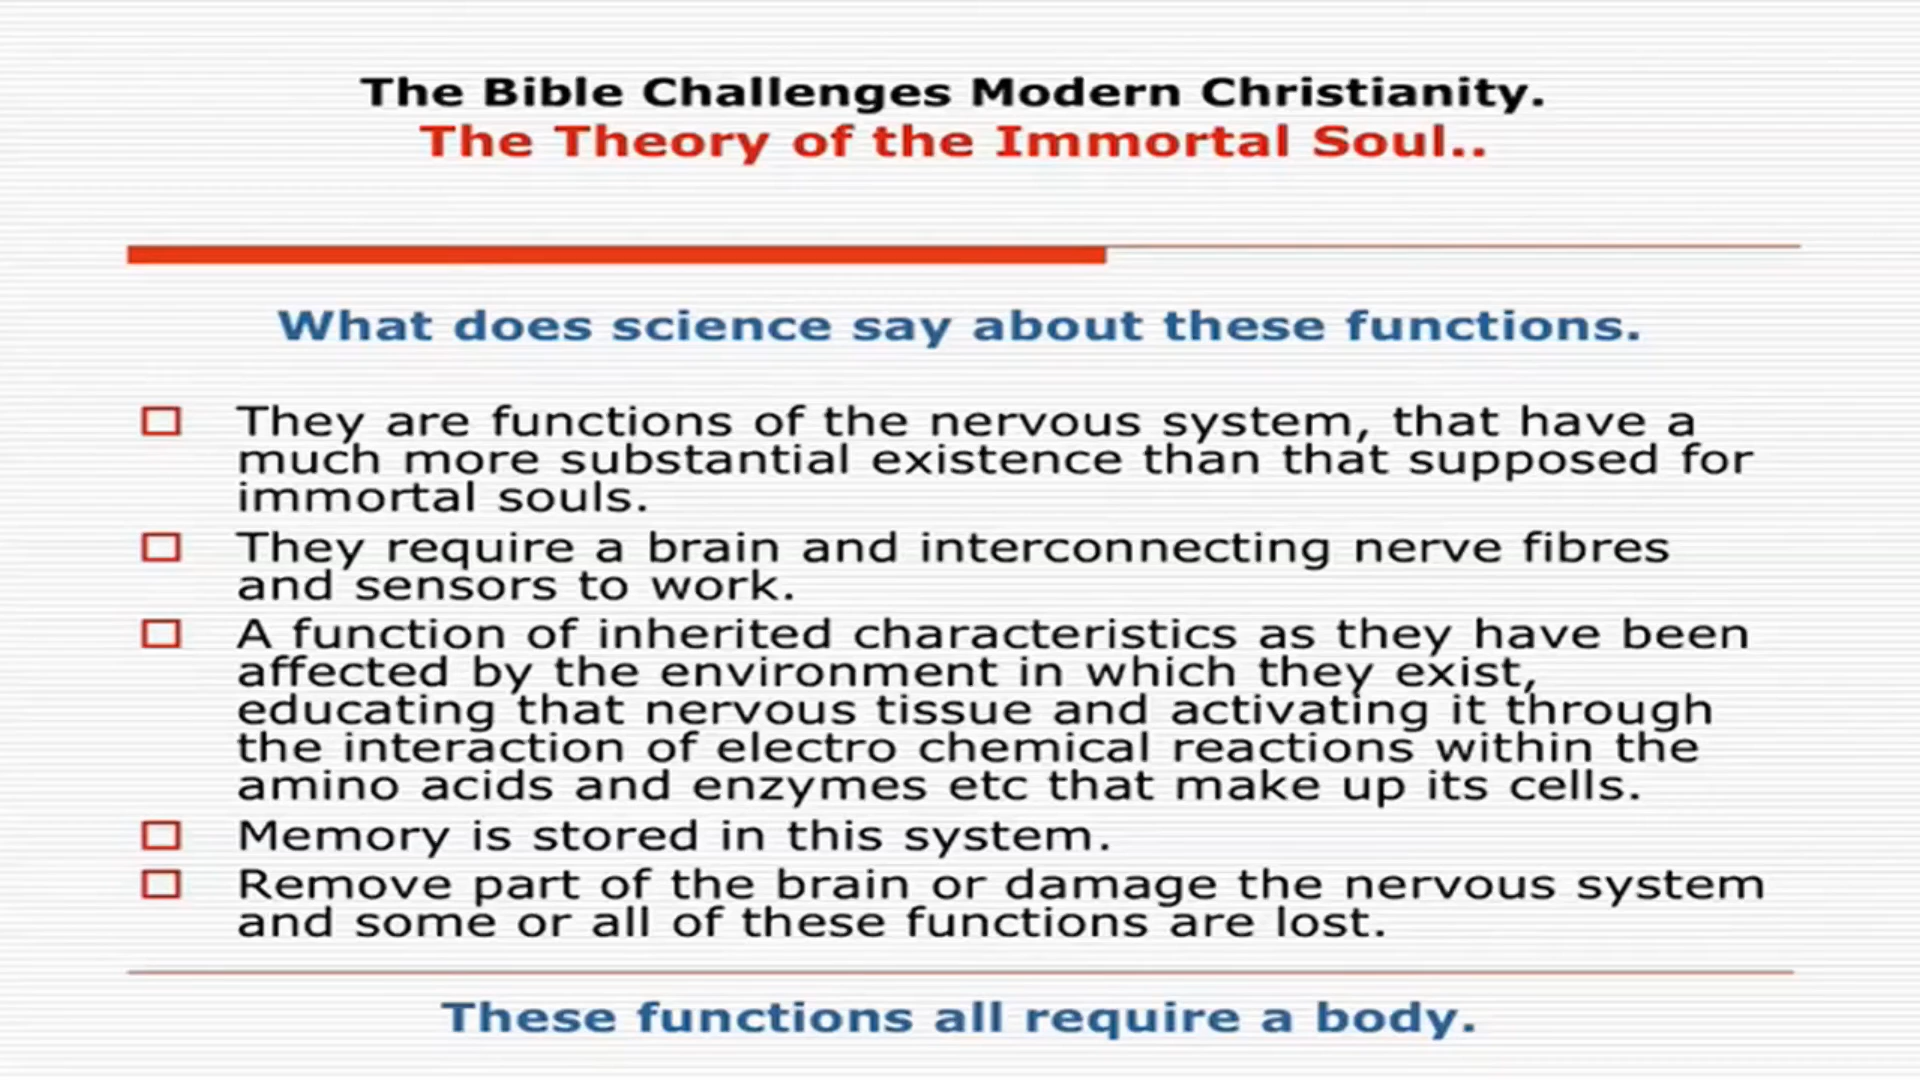 The Bible Challenges Modern Christianity.
The Theory of the Immortal Soul..
What does science say about these functions.
They are functions of the nervous system, that have a
much more substantial existence than that supposed for
immortal souls.
They require a brain and interconnecting nerve fibres
and sensors to work.
A function of inherited characteristics as they have been
affected by the environment in which they exist,
educating that nervous tissue and activating it through
the interaction of electro chemical reactions within the
amino acids and enzymes etc that make up its cells.
Memory is stored in this system.
Remove part of the brain or damage the nervous system
and some or all of these functions are lost.
These functions all require a body.